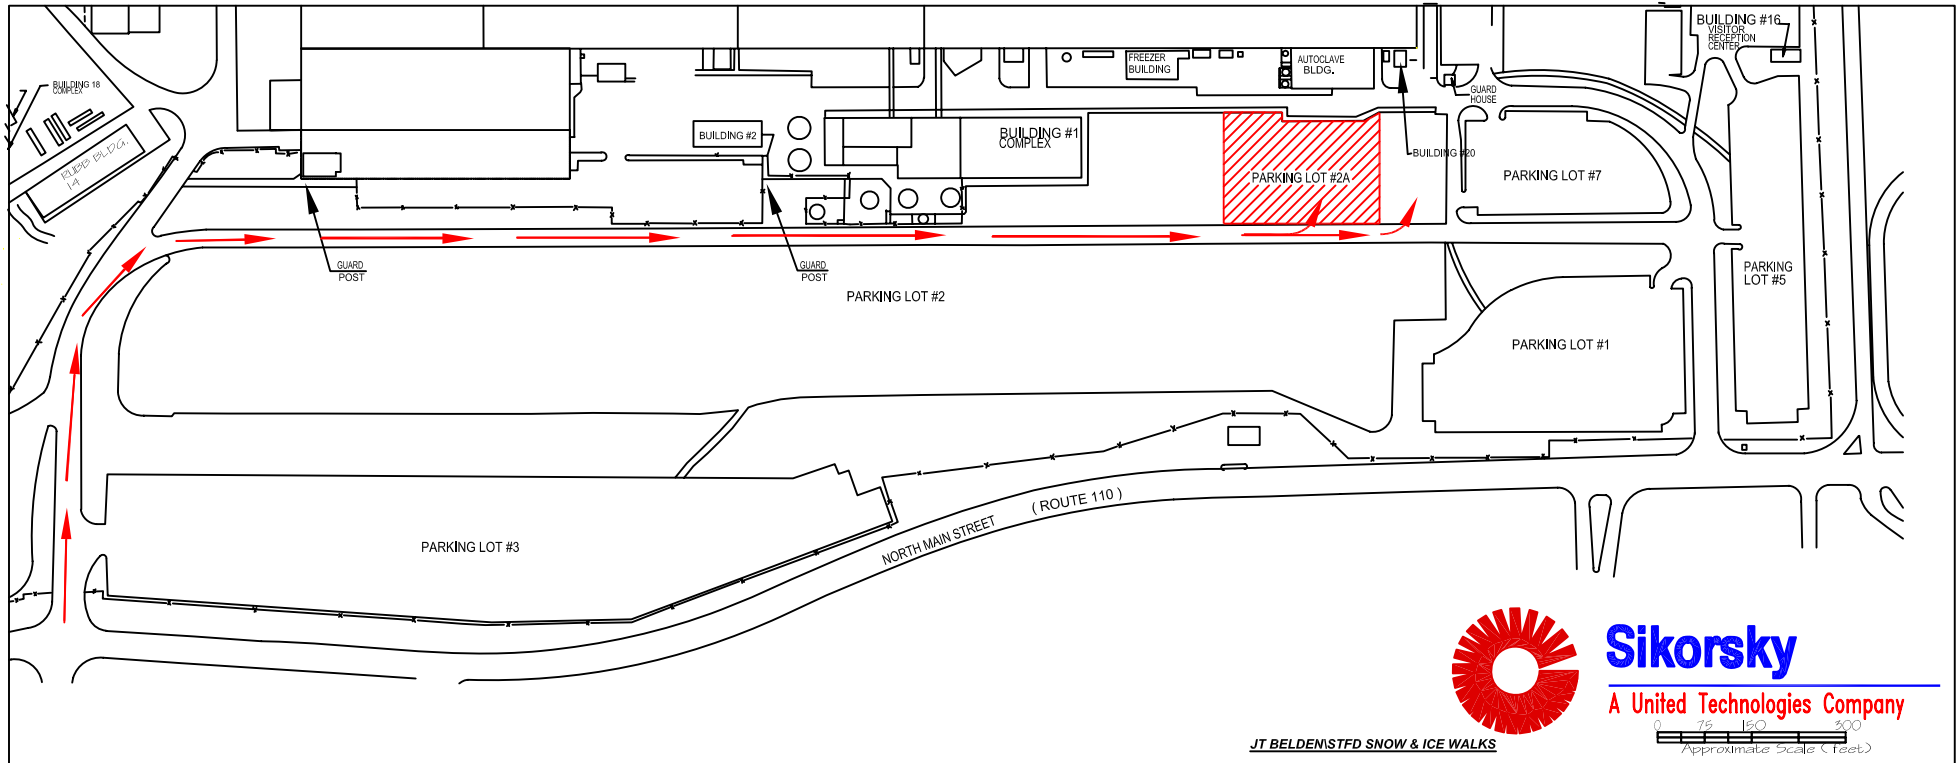 BUILDING #16
VISITOR
RECEPTION
CENTER
BUILDING 18
COMPLEX
FREEZER
BUILDING
AUTOCLAVE
BLDG.
GUARD
HOUSE
RUBB BLDG.
14
BUILDING #2
BUILDING #1
COMPLEX
BUILDING #20
PARKING LOT #2A
PARKING LOT #7
GUARD
POST
GUARD
POST
PARKING LOT #2
PARKING
LOT #5
PARKING LOT #1
PARKING LOT #3
NORTH MAIN STREET
( ROUTE 110 )
Sikorsky
A United Technologies Company
0 75 150 300
Approximate Scale (feet)
JT BELDEN\STFD SNOW & ICE WALKS